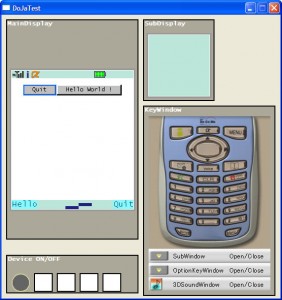 DoJaTest
MainDisplay
SubDisplay
Quit
Hello World !
Hello
Quit
KeyWindow
CLR
MENU
SubWindow Open/Close
OptionKeyWindow Open/Close
3DSoundWindow Open/Close
Device ON/OFF